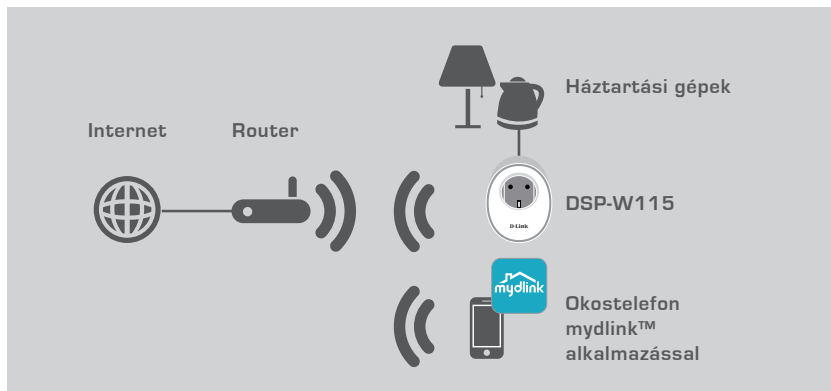 Háztartási gépek
Internet
Router
DSP-W115
D-Link
mydlink
Okostelefon
mydlink™
alkalmazással